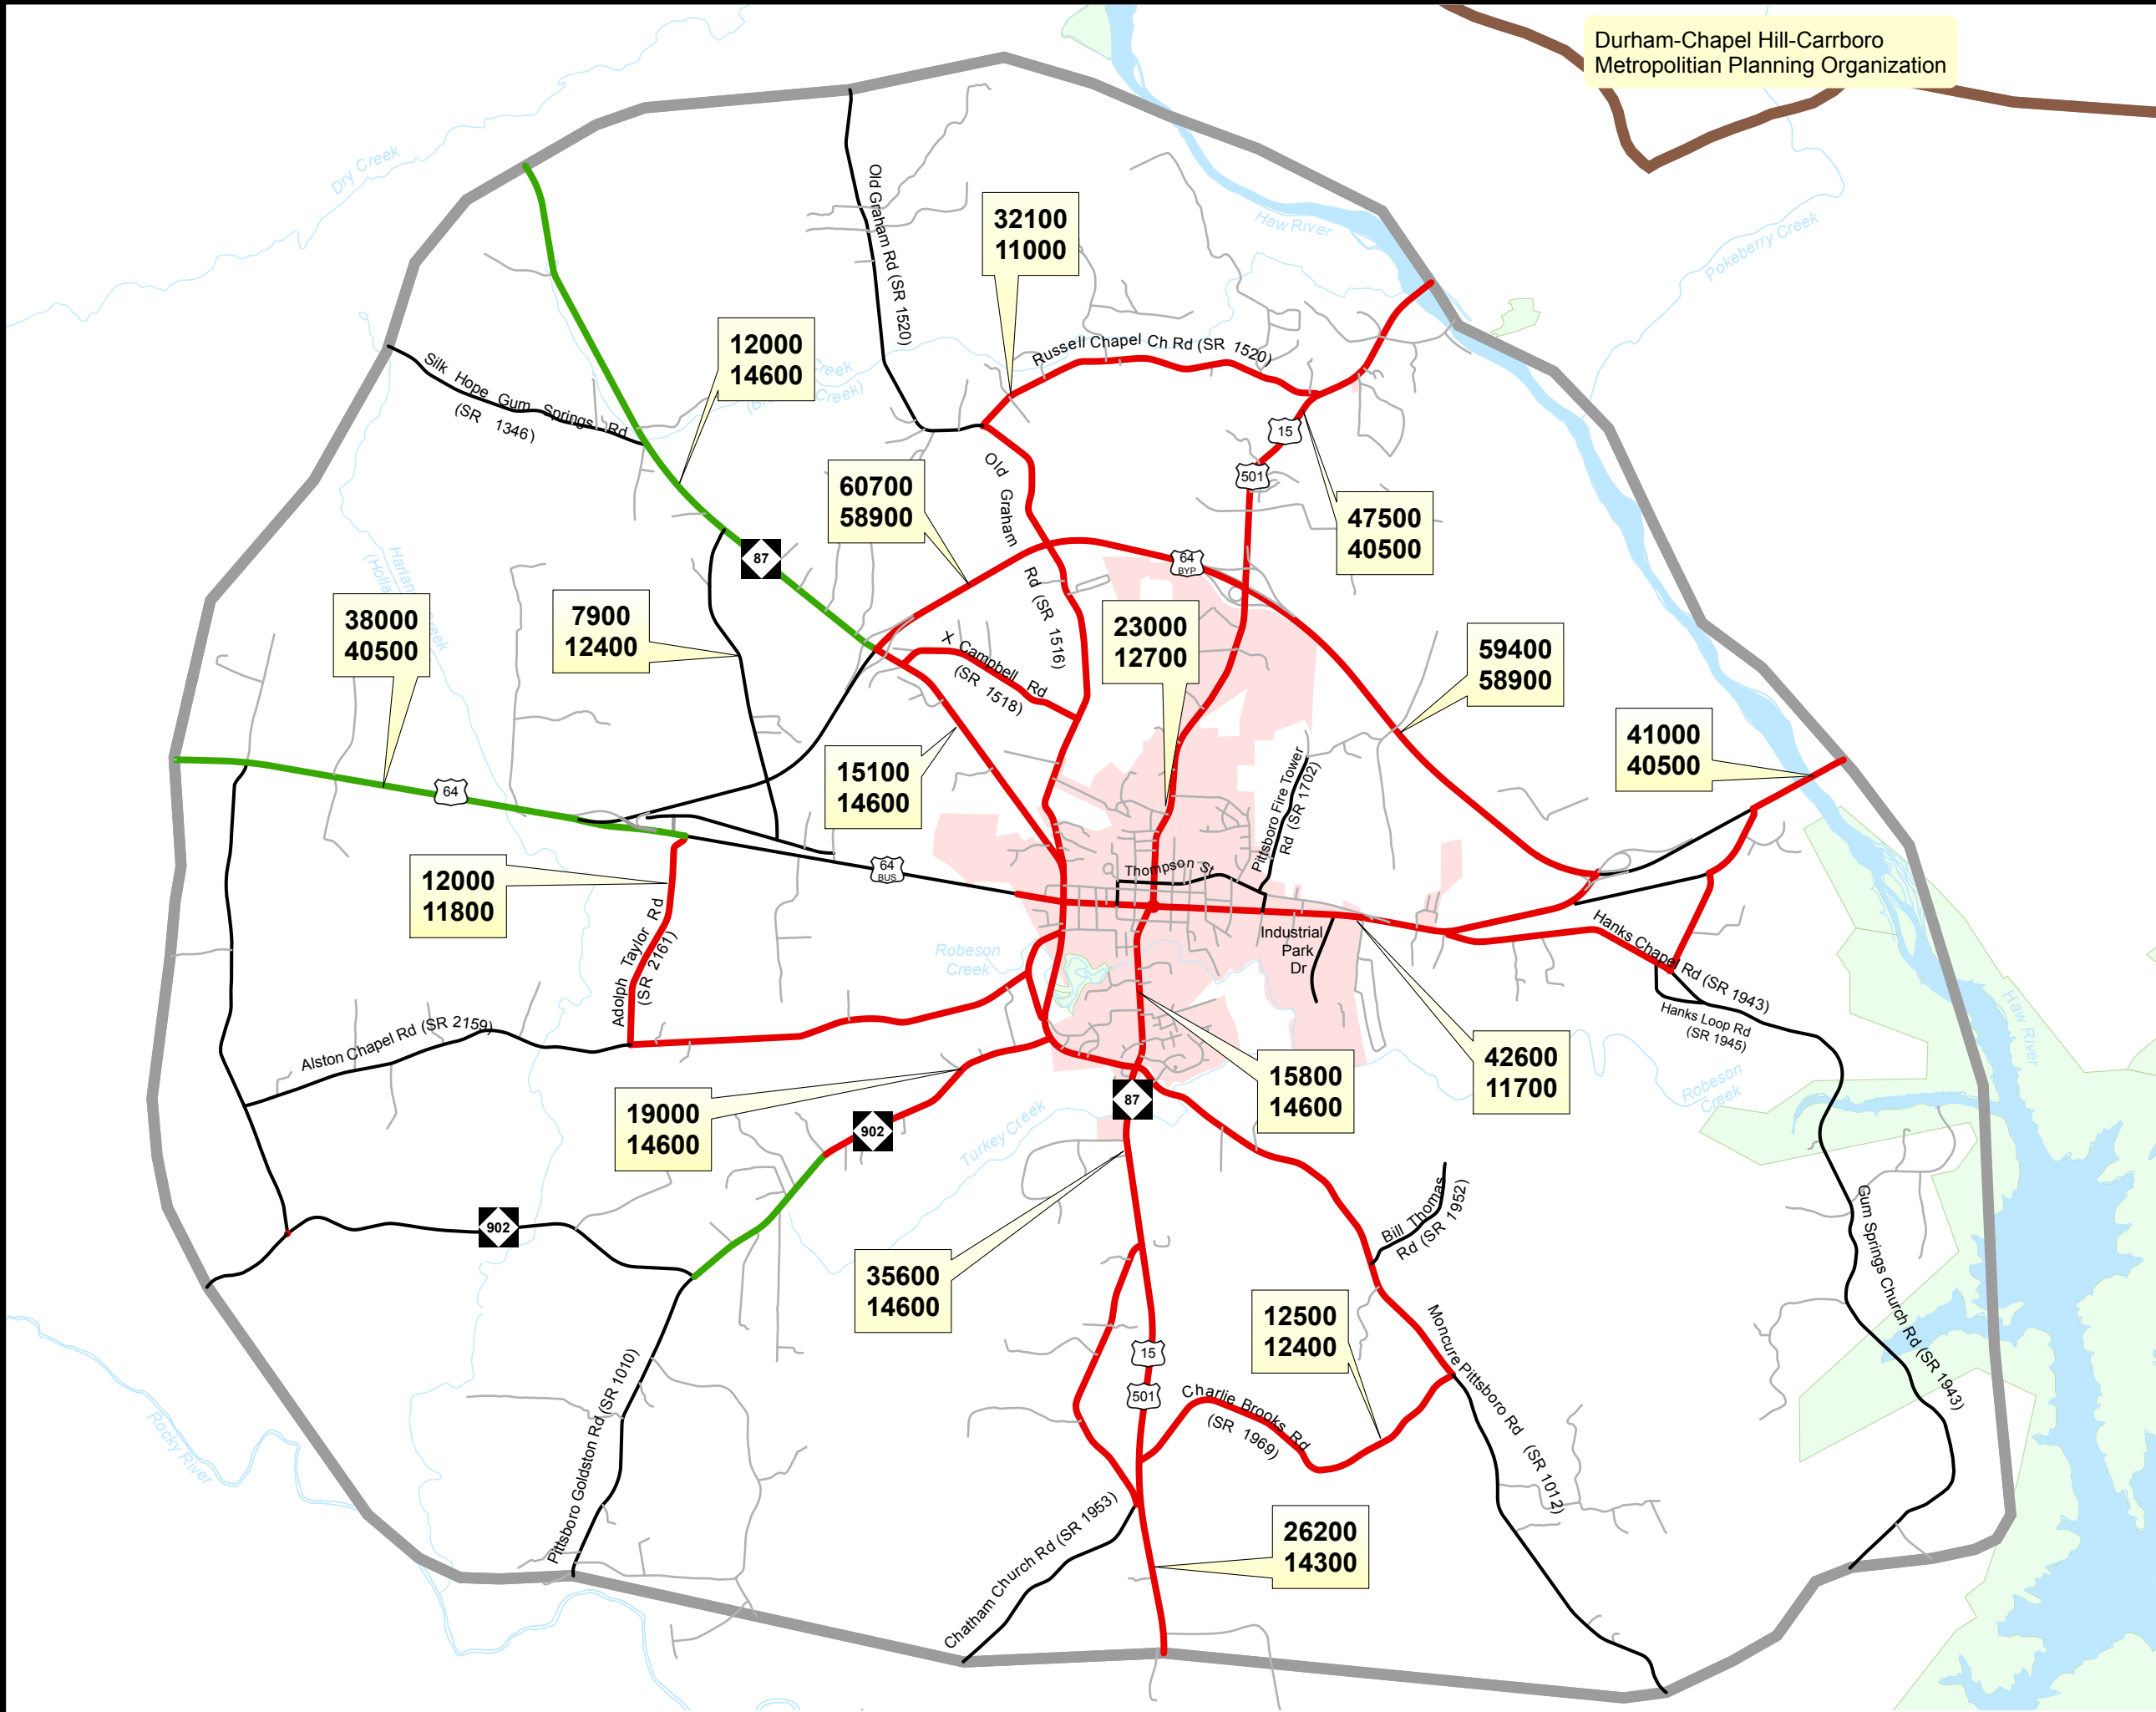 Durham-Chapel Hill-Carrboro
Metropolitian Planning Organization
Dry Creek
Haw River
Pokeberry Creek
Old Graham Rd (SR 1520)
32100
11000
Russell Chapel Ch Rd (SR 1520)
12000
14600
Creek
Creek)
Silk Hope Gum Springs Rd
(SR 1346)
15
501
Old Graham Rd (SR 1516)
60700
58900
47500
40500
87
64
BYP
Harlan Creek
38000
40500
7900
12400
23000
12700
X Campbell Rd
(SR 1518)
59400
58900
41000
40500
15100
14600
64
Pittsboro Fire Tower
Rd (SR 1702)
12000
11800
64
BUS
Thompson St
Adolph Taylor Rd
(SR 2161)
Robeson
Creek
Industrial
Park
Dr
Hanks Chapel Rd (SR 1943)
Hanks Loop Rd
(SR 1945)
Haw River
Alston Chapel Rd (SR 2159)
42600
11700
15800
14600
Robeson
Creek
19000
14600
87
902
Turkey Creek
Bill Thomas
Rd (SR 1952)
902
Gum Springs Church Rd (SR 1943)
35600
14600
12500
12400
Moncure Pittsboro Rd (SR 1012)
15
501
Charlie Brooks Rd
(SR 1969)
Pittsboro Goldston Rd (SR 1010)
Rocky River
Chatham Church Rd (SR 1953)
26200
14300